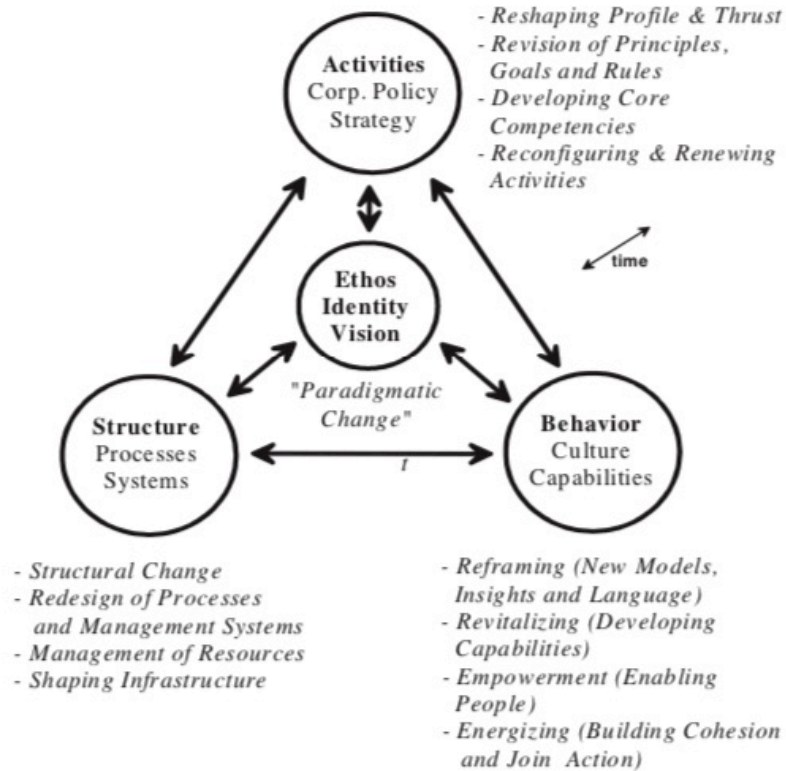 Activities
Corp. Policy
Strategy
- Reshaping Profile & Thrust
- Revision of Principles,
Goals and Rules
- Developing Core
Competencies
- Reconfiguring & Renewing
Activities
time
Ethos
Identity
Vision
"Paradigmatic
Change"
Structure
Processes
Systems
t
Behavior
Culture
Capabilities
- Structural Change
- Redesign of Processes
and Management Systems
- Management of Resources
- Shaping Infrastructure
- Reframing (New Models,
Insights and Language)
- Revitalizing (Developing
Capabilities)
- Empowerment (Enabling
People)
- Energizing (Building Cohesion
and Join Action)